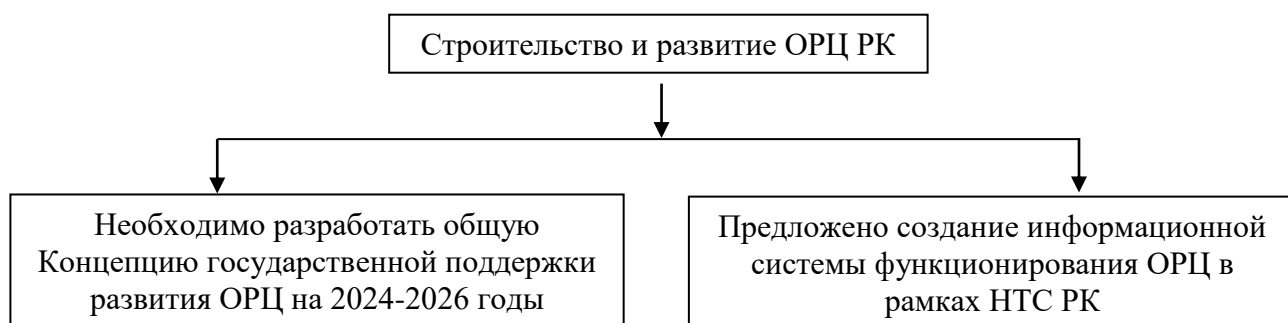 Строительство и развитие ОРЦ РК
Необходимо разработать общую
Концепцию государственной поддержки
развития ОРЦ на 2024-2026 годы
Предложено создание информационной
системы функционирования ОРЦ в
рамках НТС РК